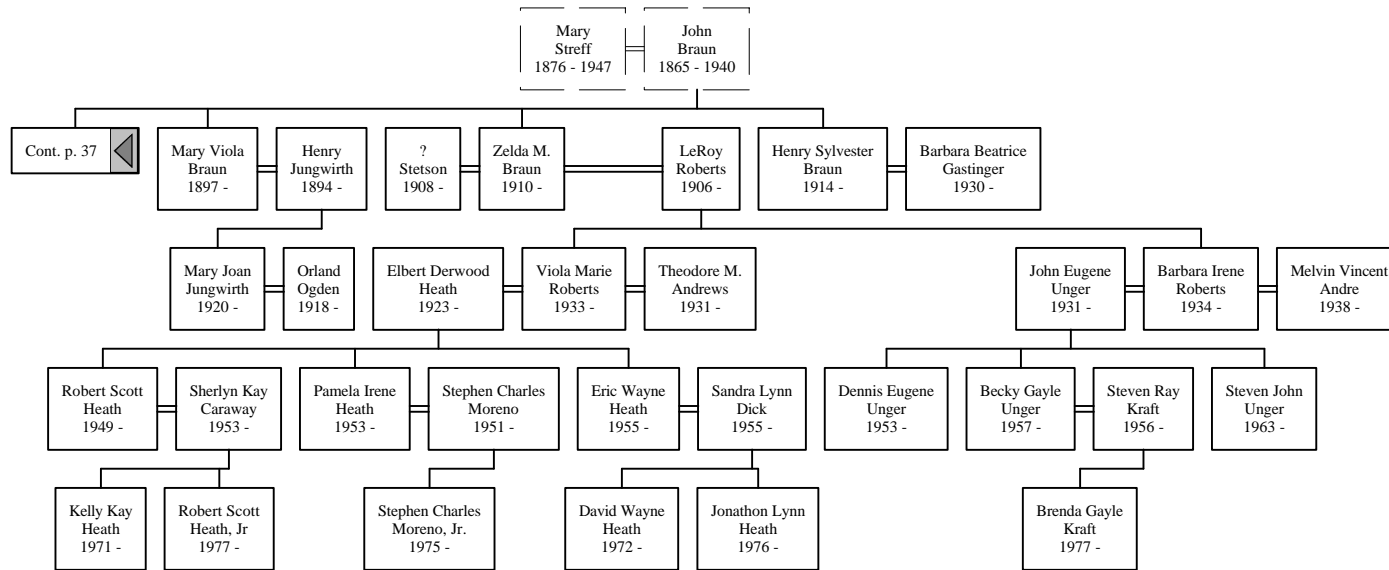 Mary
Streff
1876 - 1947
John
Braun
1865 - 1940
Cont. p. 37
Mary Viola
Braun
1897 -
Henry
Jungwirth
1894 -
?
Stetson
1908 -
Zelda M.
Braun
1910 -
LeRoy
Roberts
1906 -
Henry Sylvester
Braun
1914 -
Barbara Beatrice
Gastinger
1930 -
Mary Joan
Jungwirth
1920 -
Orland
Ogden
1918 -
Elbert Derwood
Heath
1923 -
Viola Marie
Roberts
1933 -
Theodore M.
Andrews
1931 -
John Eugene
Unger
1931 -
Barbara Irene
Roberts
1934 -
Melvin Vincent
Andre
1938 -
Robert Scott
Heath
1949 -
Sherlyn Kay
Caraway
1953 -
Pamela Irene
Heath
1953 -
Stephen Charles
Moreno
1951 -
Eric Wayne
Heath
1955 -
Sandra Lynn
Dick
1955 -
Dennis Eugene
Unger
1953 -
Becky Gayle
Unger
1957 -
Steven Ray
Kraft
1956 -
Steven John
Unger
1963 -
Kelly Kay
Heath
1971 -
Robert Scott
Heath, Jr
1977 -
Stephen Charles
Moreno, Jr.
1975 -
David Wayne
Heath
1972 -
Jonathon Lynn
Heath
1976 -
Brenda Gayle
Kraft
1977 -